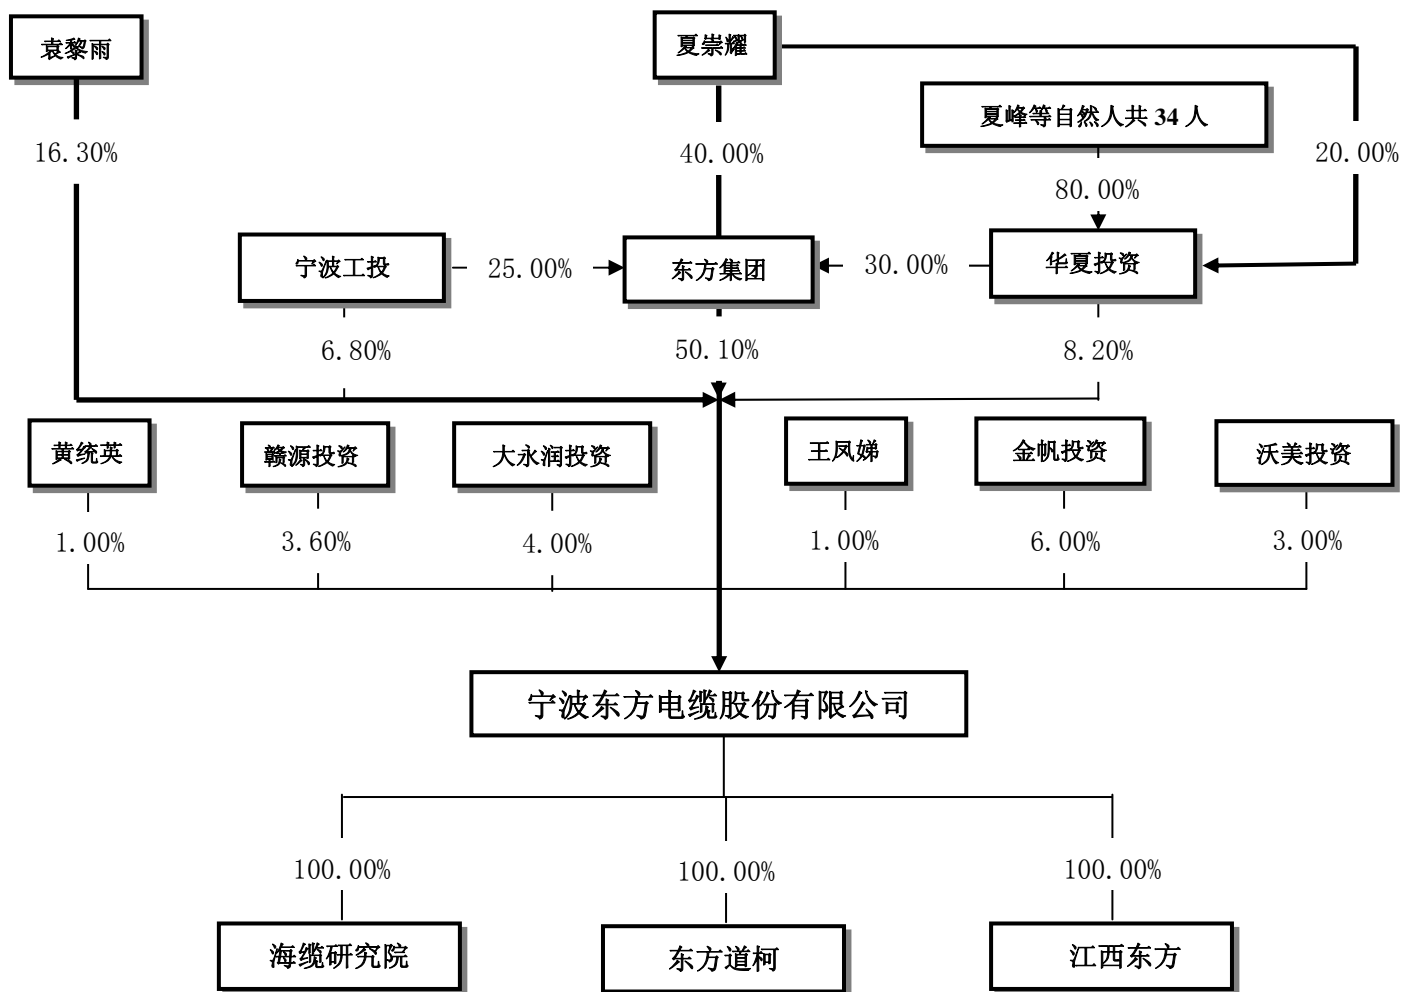 袁黎雨
夏崇耀
夏峰等自然人共 34 人
16.30%
40.00%
20.00%
80.00%
宁波工投
25.00%
东方集团
30.00%
华夏投资
6.80%
50.10%
8.20%
黄统英
赣源投资
大永润投资
王凤娣
金帆投资
沃美投资
1.00%
3.60%
4.00%
1.00%
6.00%
3.00%
宁波东方电缆股份有限公司
100.00%
100.00%
100.00%
海缆研究院
东方道柯
江西东方